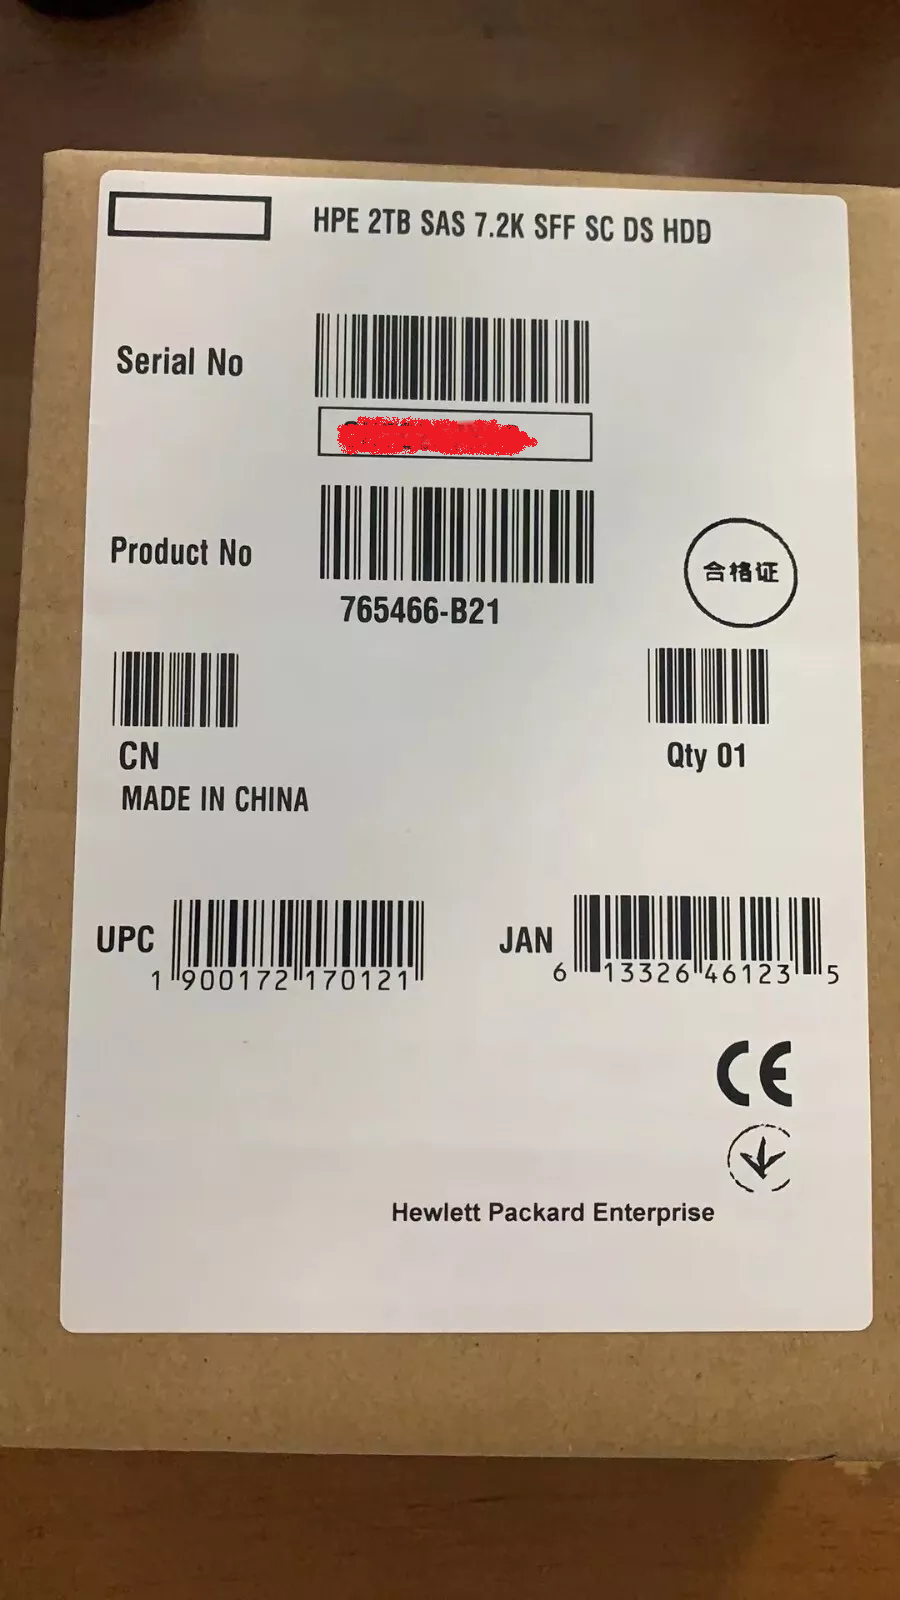 HPE 2TB SAS 7.2K SFF SC DS HDD
Serial No
Product No
765466-B21
合格证
CN
Qty 01
MADE IN CHINA
UPC
1 900172 170121
JAN
6 13326 46123 5
CE
Hewlett Packard Enterprise